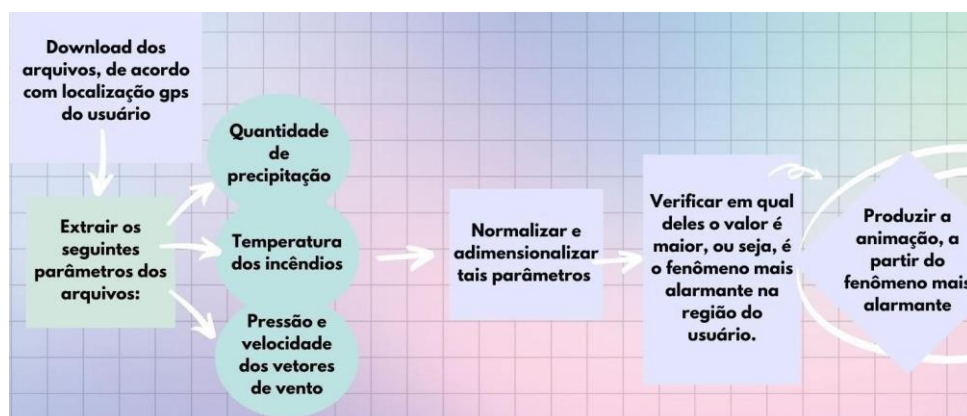 Download dos
arquivos, de acordo
com localização gps
do usuário
Extrair os
seguintes
parâmetros dos
arquivos:
Quantidade
de
precipitação
Temperatura
dos incêndios
Pressão e
velocidade
dos vetores
de vento
Normalizar e
adimensionalizar
tais parâmetros
Verificar em qual
deles o valor é
maior, ou seja, é
o fenômeno mais
alarmante na
região do
usuário.
Produzir a
animação, a
partir do
fenômeno mais
alarmante